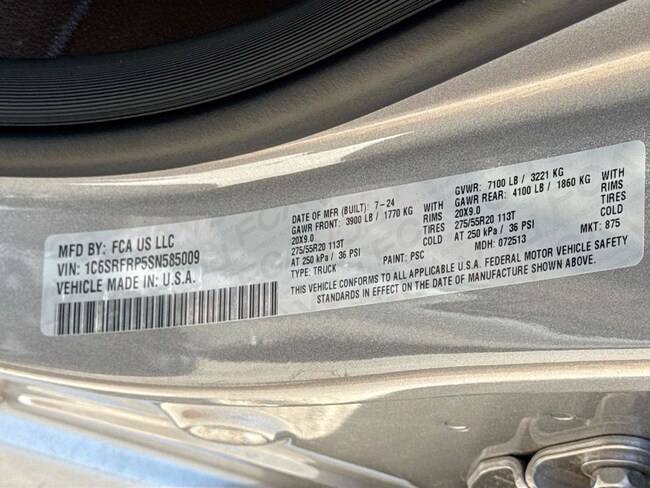 MFD BY: FCA US LLC
VIN: 1C6SRFRP5SN585009
VEHICLE MADE IN: U.S.A.
DATE OF MFR (BUILT): 7-24
GAWR FRONT: 3900 LB / 1770 KG WITH
20X9.0 RIMS
275/55R20 113T TIRES
AT 250 kPa / 36 PSI COLD
TYPE: TRUCK PAINT: PSC
GVWR: 7100 LB / 3221 KG
GAWR REAR: 4100 LB / 1860 KG WITH
20X9.0 RIMS
275/55R20 113T TIRES
AT 250 kPa / 36 PSI COLD
MDH: 072513 MKT: 875
THIS VEHICLE CONFORMS TO ALL APPLICABLE U.S.A. FEDERAL MOTOR VEHICLE SAFETY
STANDARDS IN EFFECT ON THE DATE OF MANUFACTURE SHOWN ABOVE.